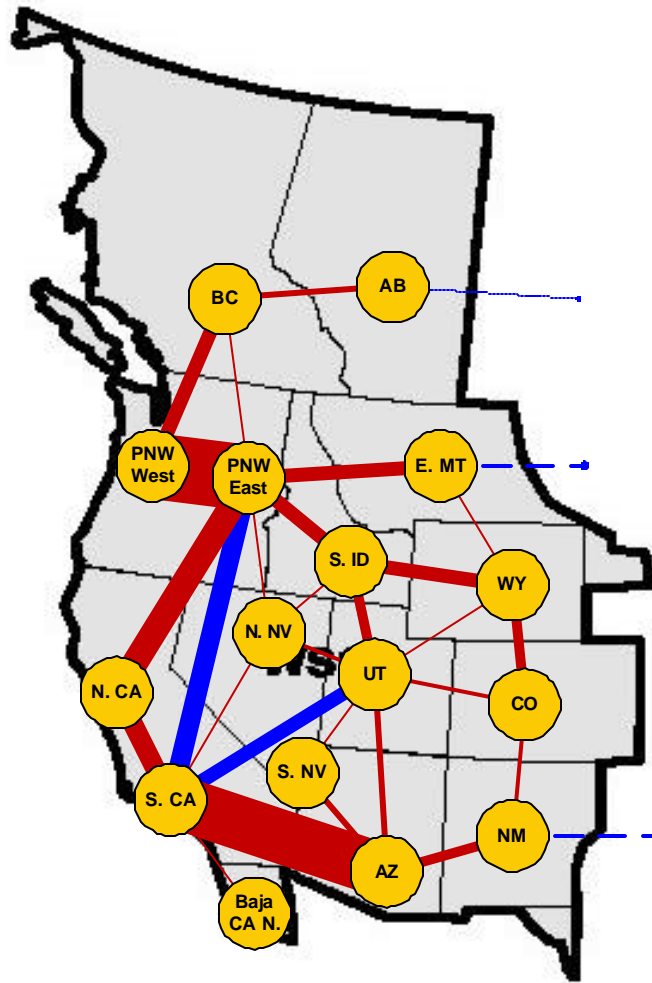 BC
AB
PNW
West
PNW
East
E. MT
S. ID
WY
N. NV
UT
N. CA
CO
S. NV
S. CA
NM
AZ
Baja
CA N.